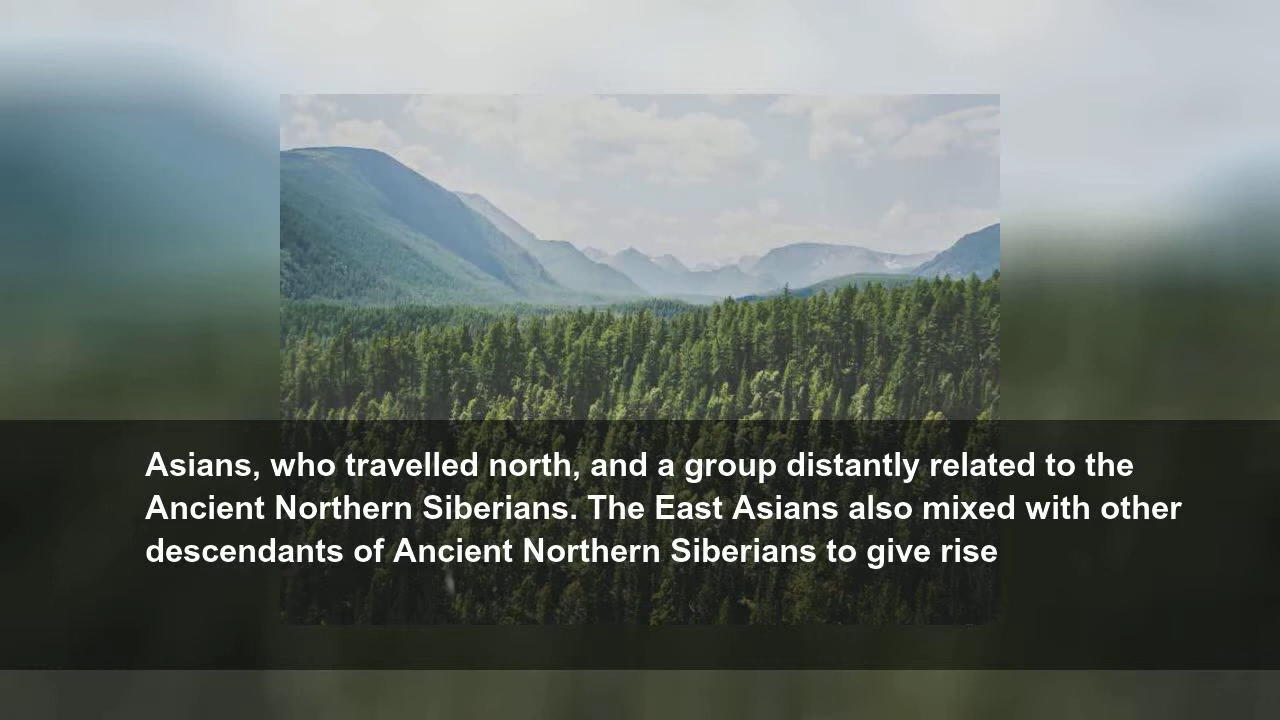 Asians, who travelled north, and a group distantly related to the
Ancient Northern Siberians. The East Asians also mixed with other
descendants of Ancient Northern Siberians to give rise